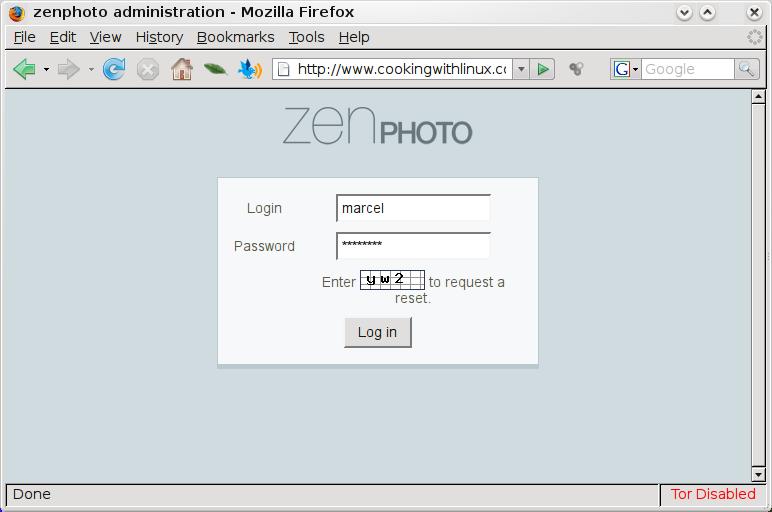 zenphoto administration - Mozilla Firefox
File Edit View History Bookmarks Tools Help
http://www.cookingwithlinux.co G Google
zenPHOTO
Login marcel
Password ********
Enter yw2 to request a
reset.
Log in
Done Tor Disabled